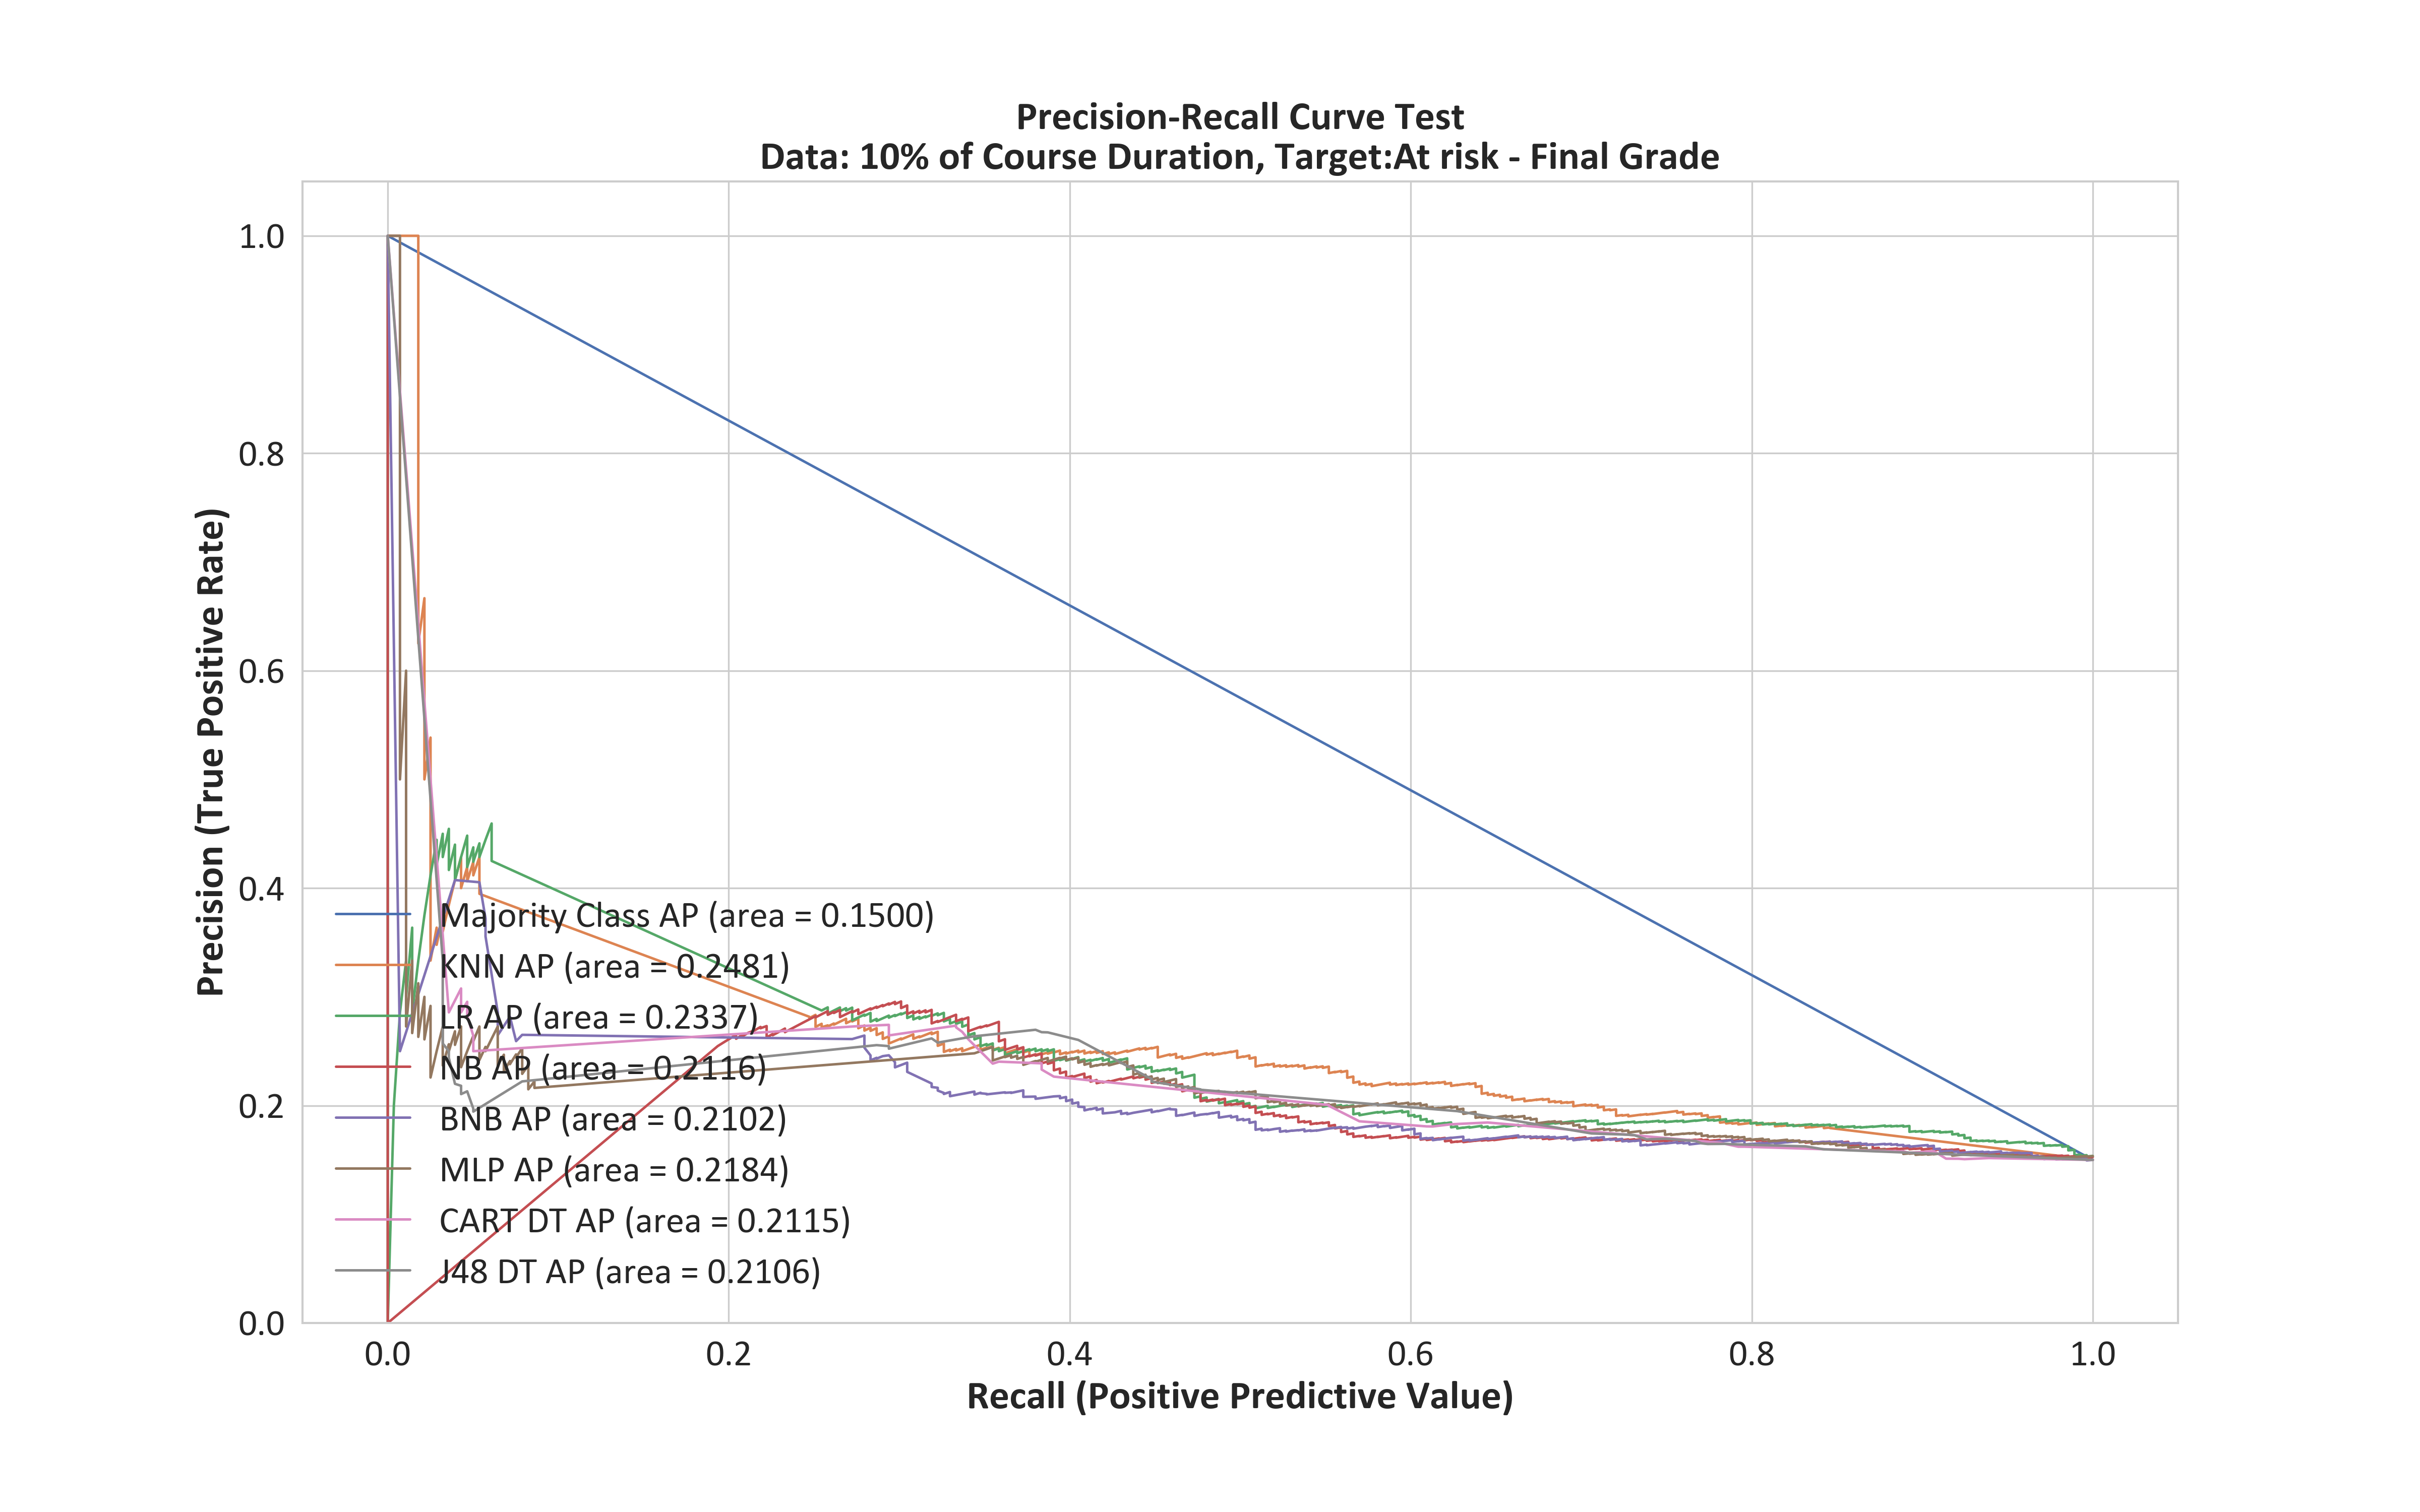 Precision-Recall Curve Test
Data: 10% of Course Duration, Target:At risk - Final Grade
Precision (True Positive Rate)
1.0
0.8
0.6
0.4
0.2
0.0
Majority Class AP (area = 0.1500)
KNN AP (area = 0.2481)
LR AP (area = 0.2337)
NB AP (area = 0.2116)
BNB AP (area = 0.2102)
MLP AP (area = 0.2184)
CART DT AP (area = 0.2115)
J48 DT AP (area = 0.2106)
0.0 0.2 0.4 0.6 0.8 1.0
Recall (Positive Predictive Value)